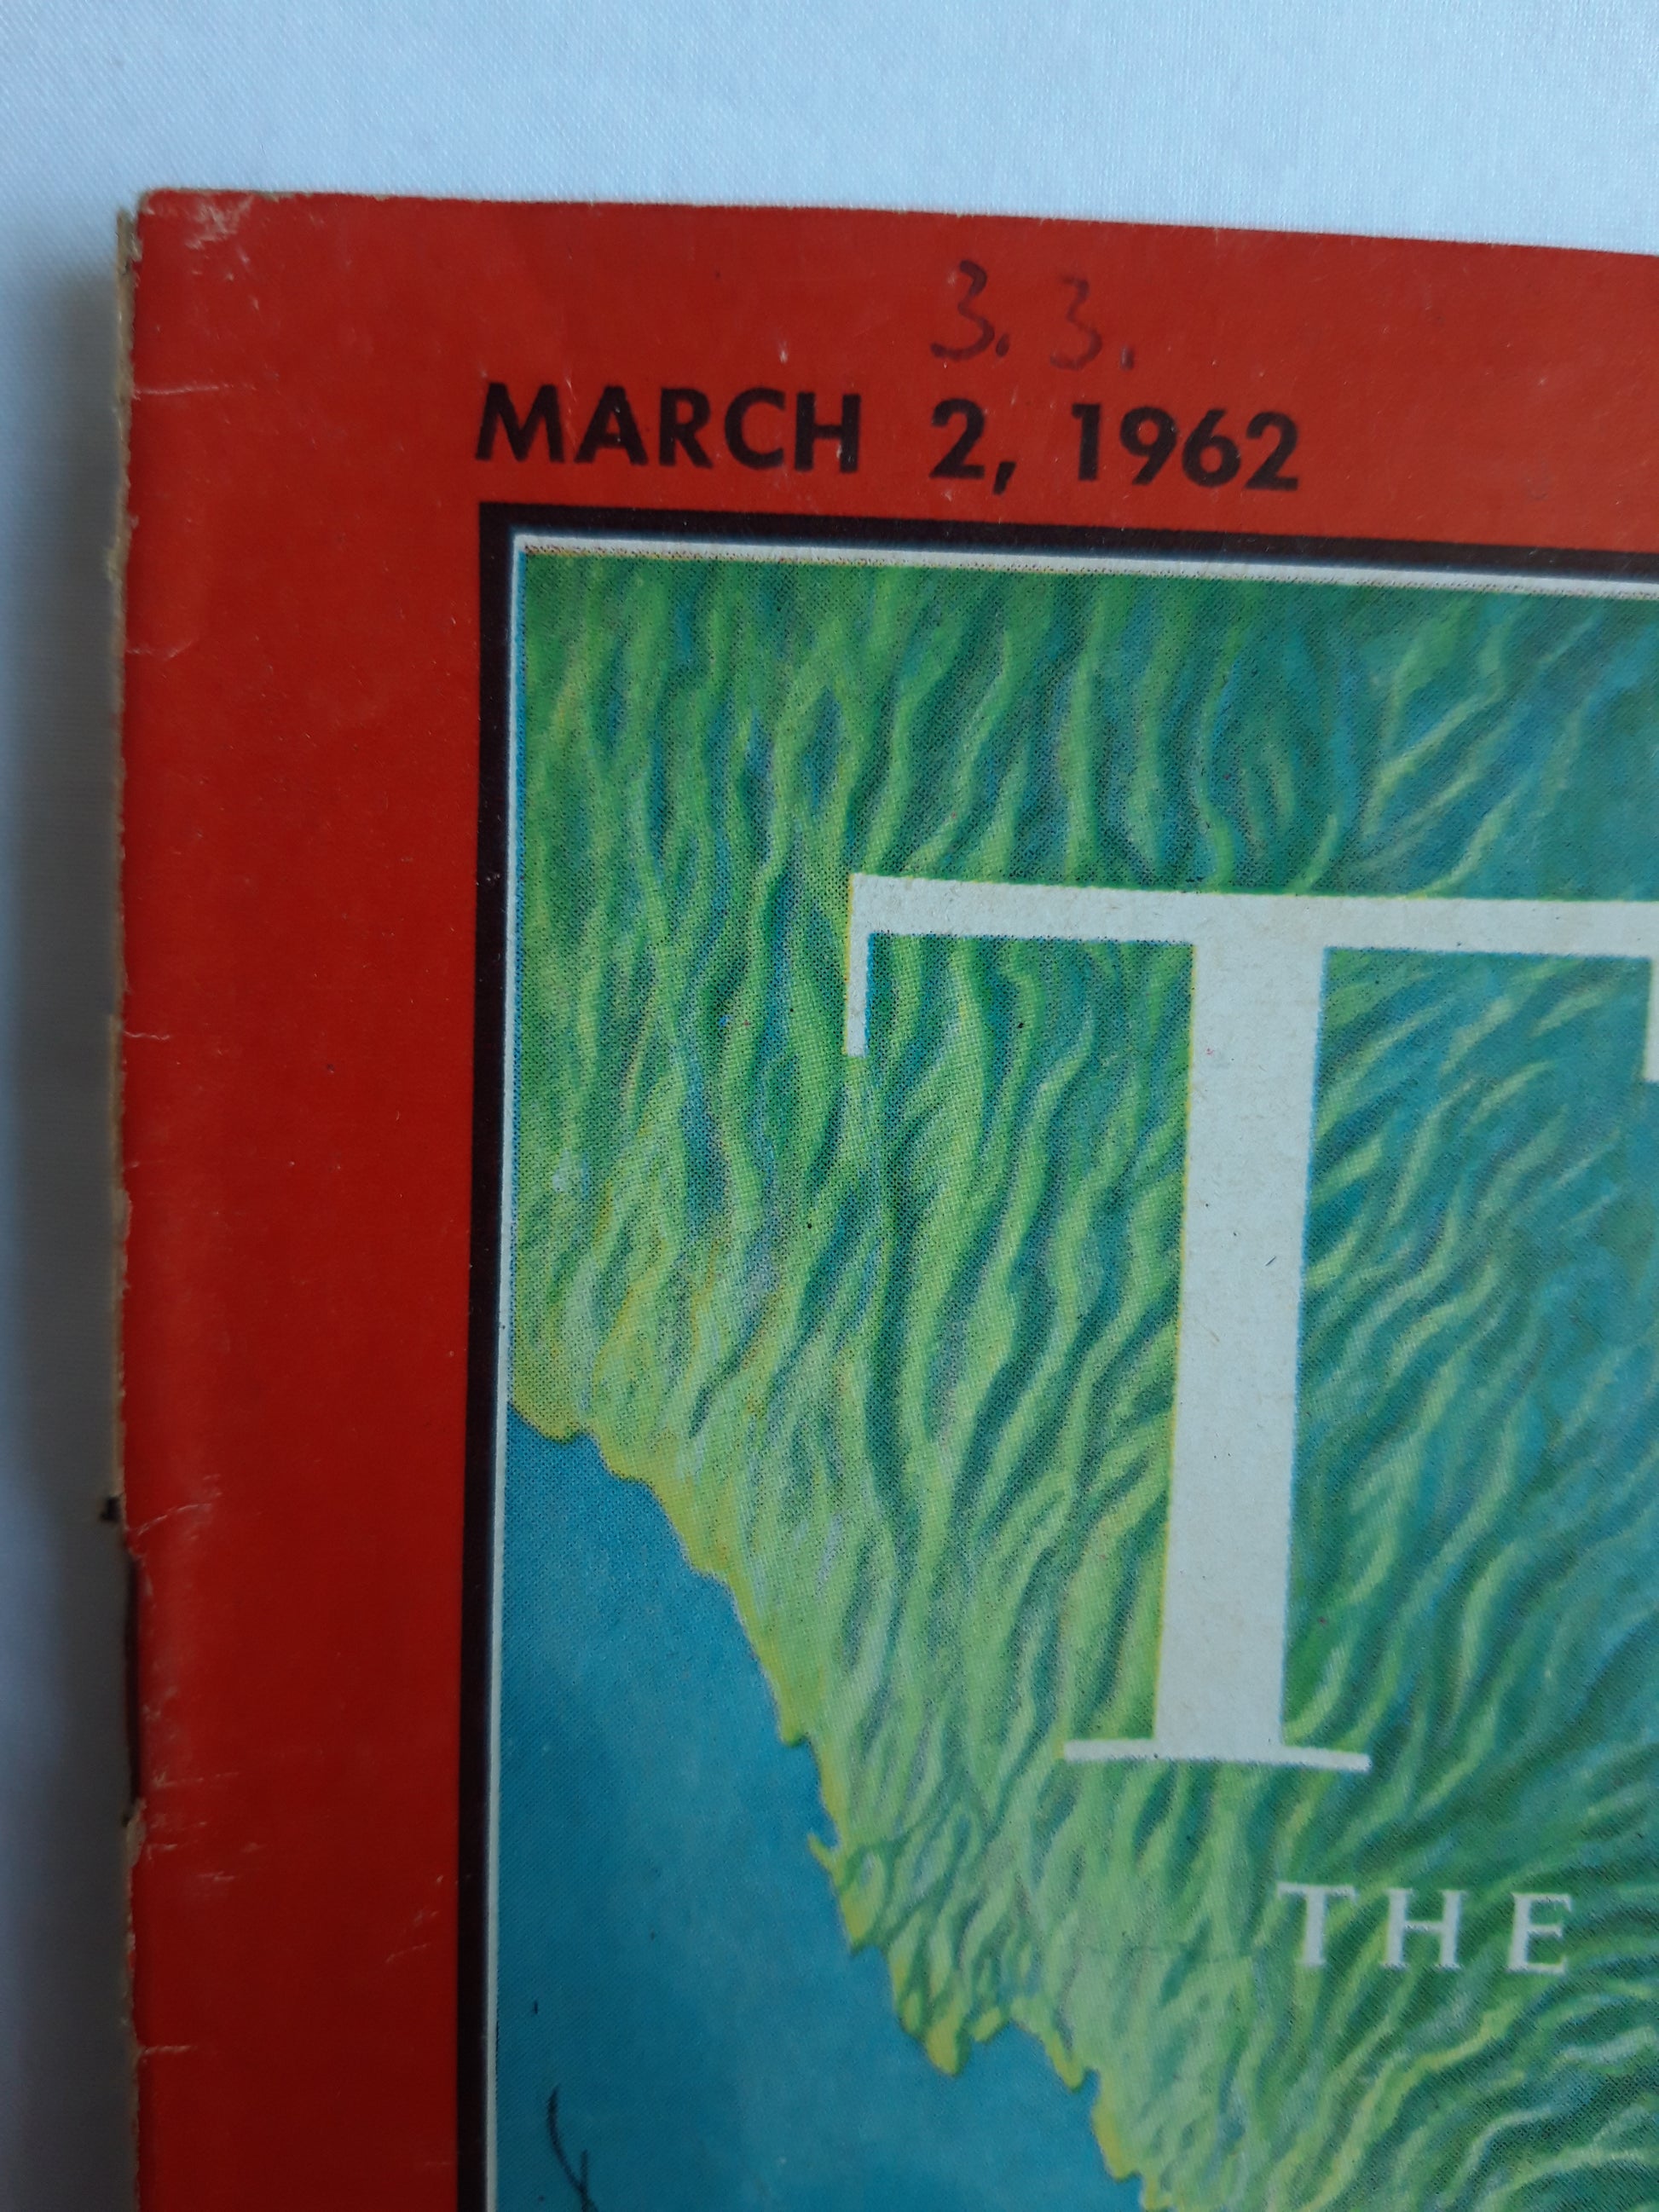 3. 3.
MARCH 2, 1962
T
THE